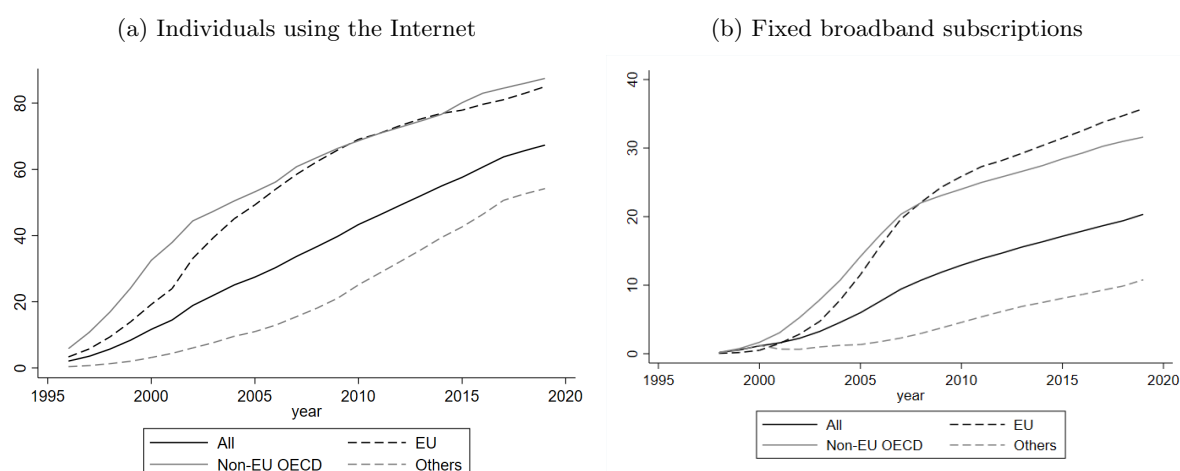 (a) Individuals using the Internet
80
60
40
20
0
1995 2000 2005 2010 2015 2020
year
All EU
Non-EU OECD Others
(b) Fixed broadband subscriptions
40
30
20
10
0
1995 2000 2005 2010 2015 2020
year
All EU
Non-EU OECD Others